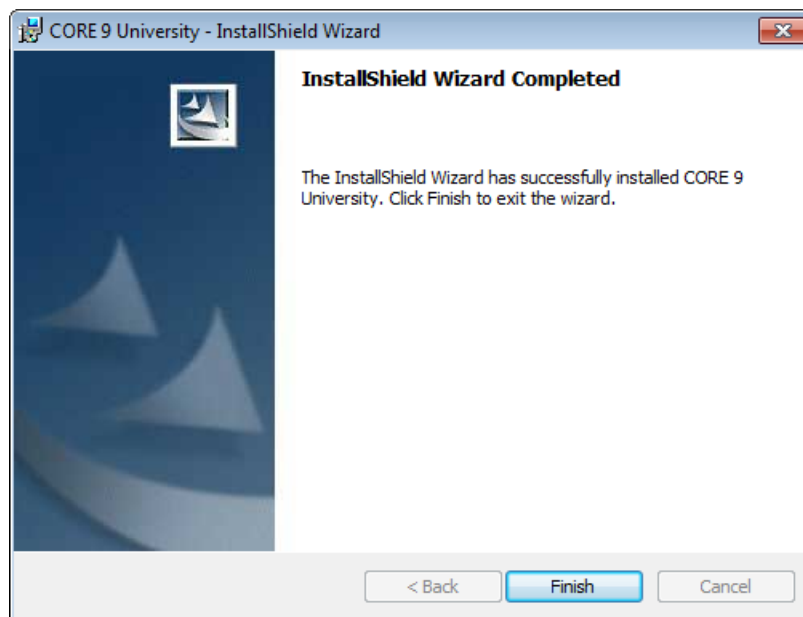 CORE 9 University - InstallShield Wizard
InstallShield Wizard Completed
The InstallShield Wizard has successfully installed CORE 9
University. Click Finish to exit the wizard.
< Back
Finish
Cancel